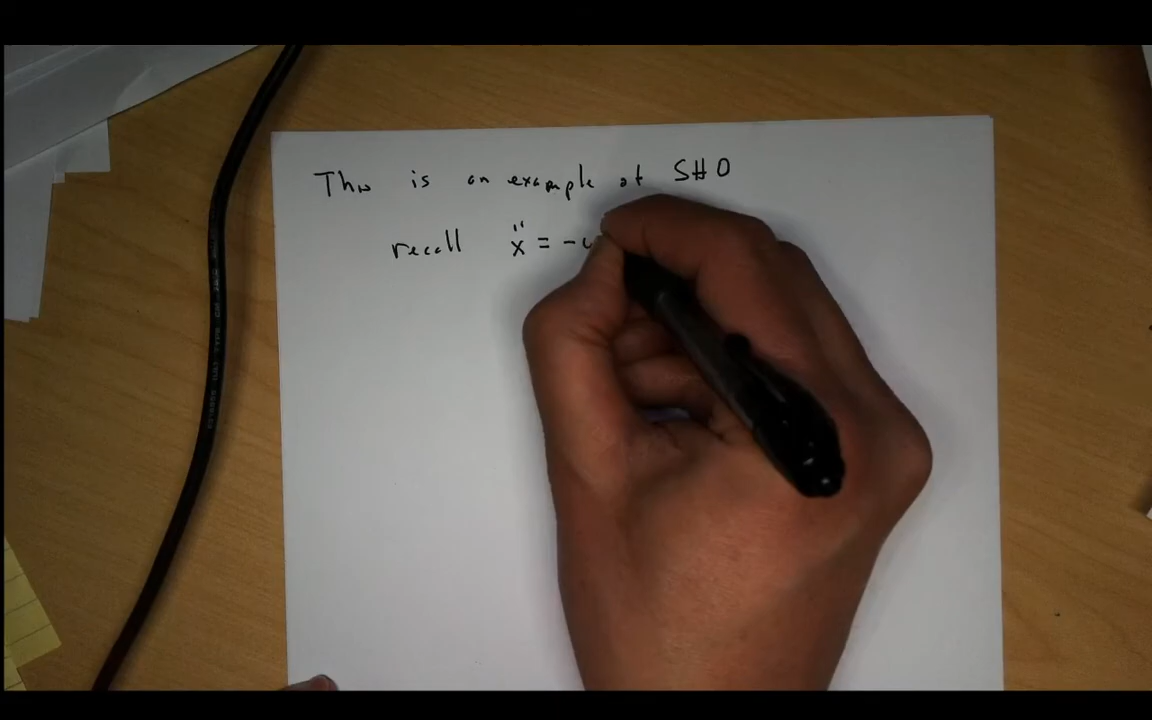 This is an example of SHO
recall ẍ = -